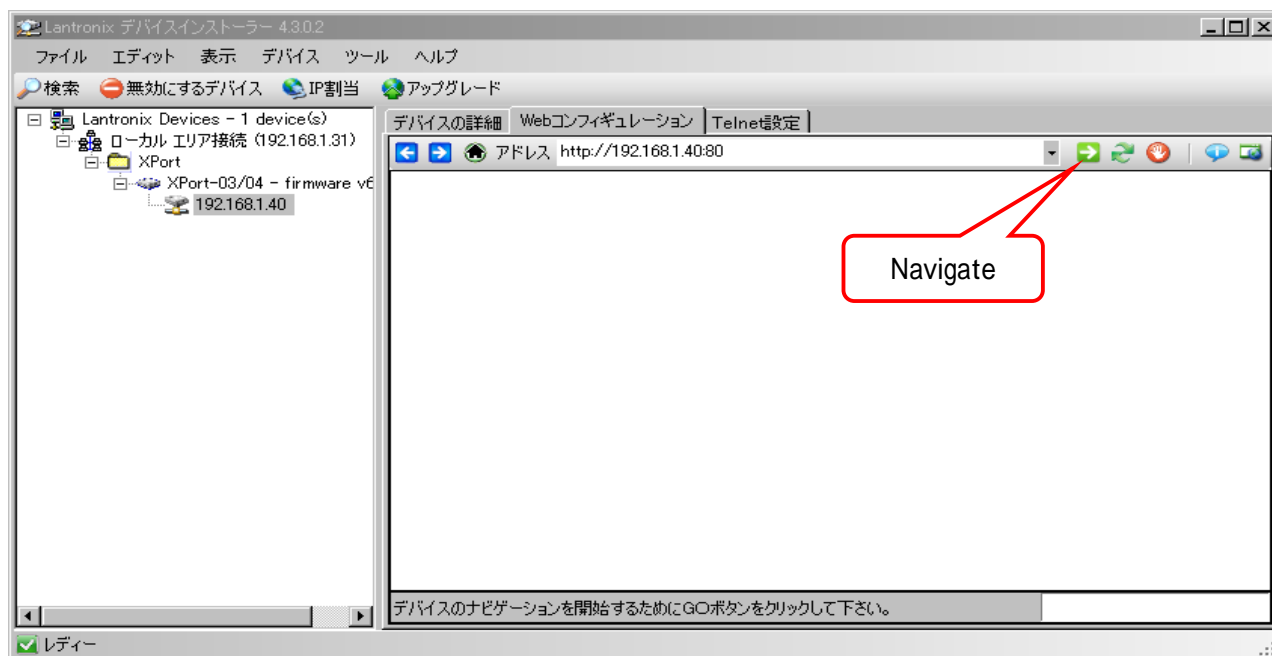 Lantronix デバイスインストーラー 4.3.0.2
ファイル エディット 表示 デバイス ツール ヘルプ
検索 無効にするデバイス IP割当 アップグレード
Lantronix Devices - 1 device(s)
ローカル エリア接続 (192.168.1.31)
XPort
XPort-03/04 - firmware v6
192.168.1.40
デバイスの詳細 Webコンフィギュレーション Telnet設定
アドレス http://192.168.1.40:80
Navigate
デバイスのナビゲーションを開始するためにGOボタンをクリックして下さい。
レディー